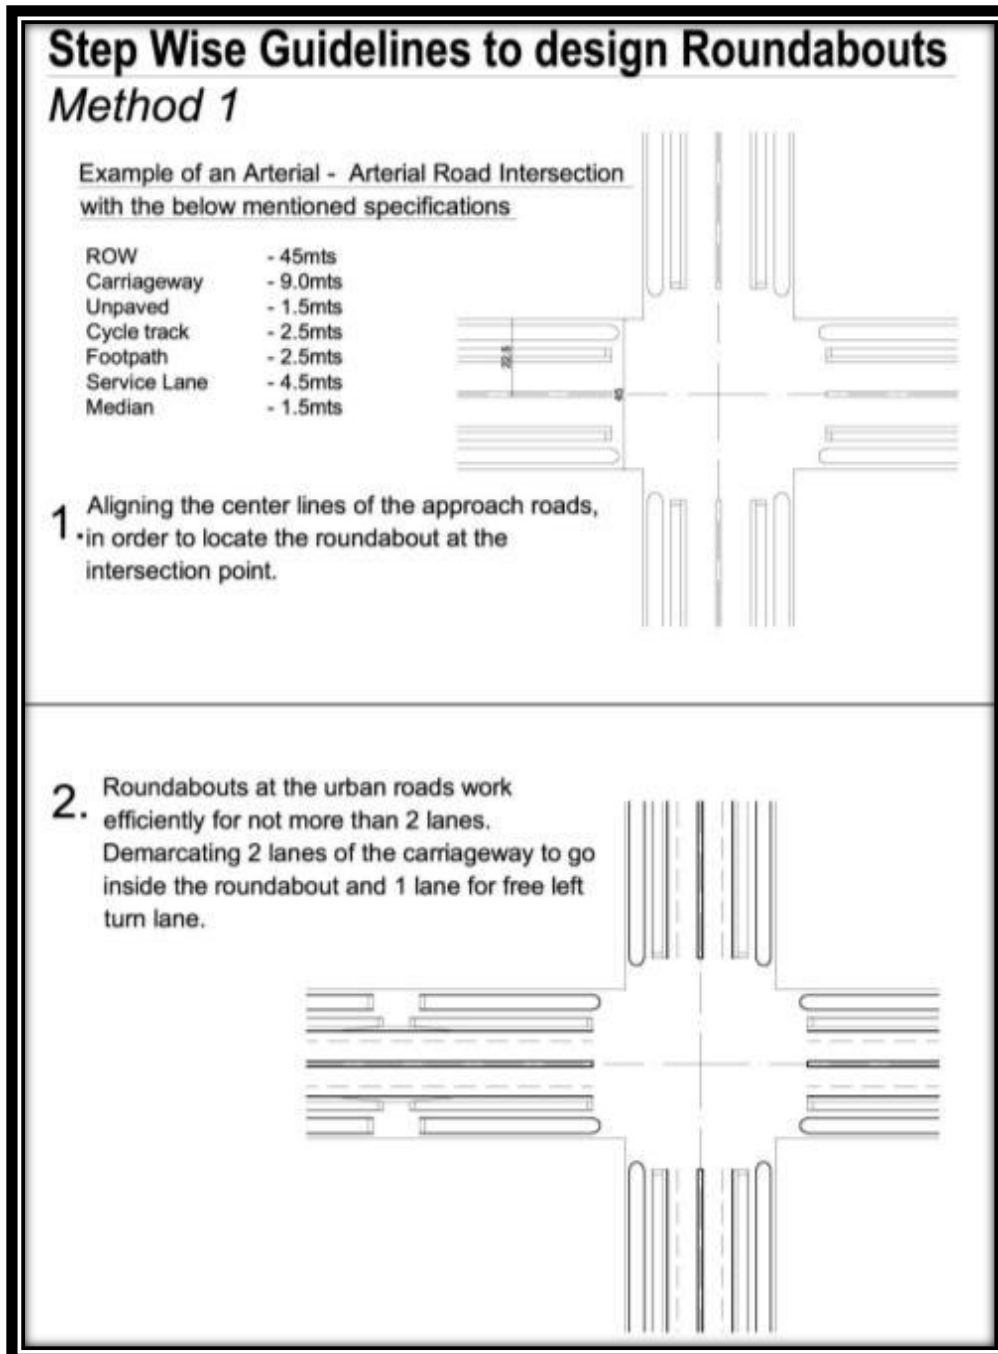 Step Wise Guidelines to design Roundabouts
Method 1
Example of an Arterial - Arterial Road Intersection
with the below mentioned specifications
ROW - 45mts
Carriageway - 9.0mts
Unpaved - 1.5mts
Cycle track - 2.5mts
Footpath - 2.5mts
Service Lane - 4.5mts
Median - 1.5mts
22.5
1. Aligning the center lines of the approach roads,
in order to locate the roundabout at the
intersection point.
2. Roundabouts at the urban roads work
efficiently for not more than 2 lanes.
Demarcating 2 lanes of the carriageway to go
inside the roundabout and 1 lane for free left
turn lane.